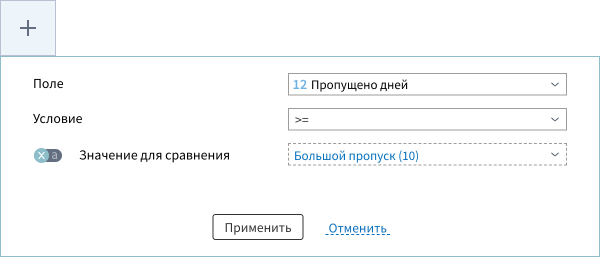 +
Поле 12 Пропущено дней
Условие >=
x a Значение для сравнения Большой пропуск (10)
Применить Отменить